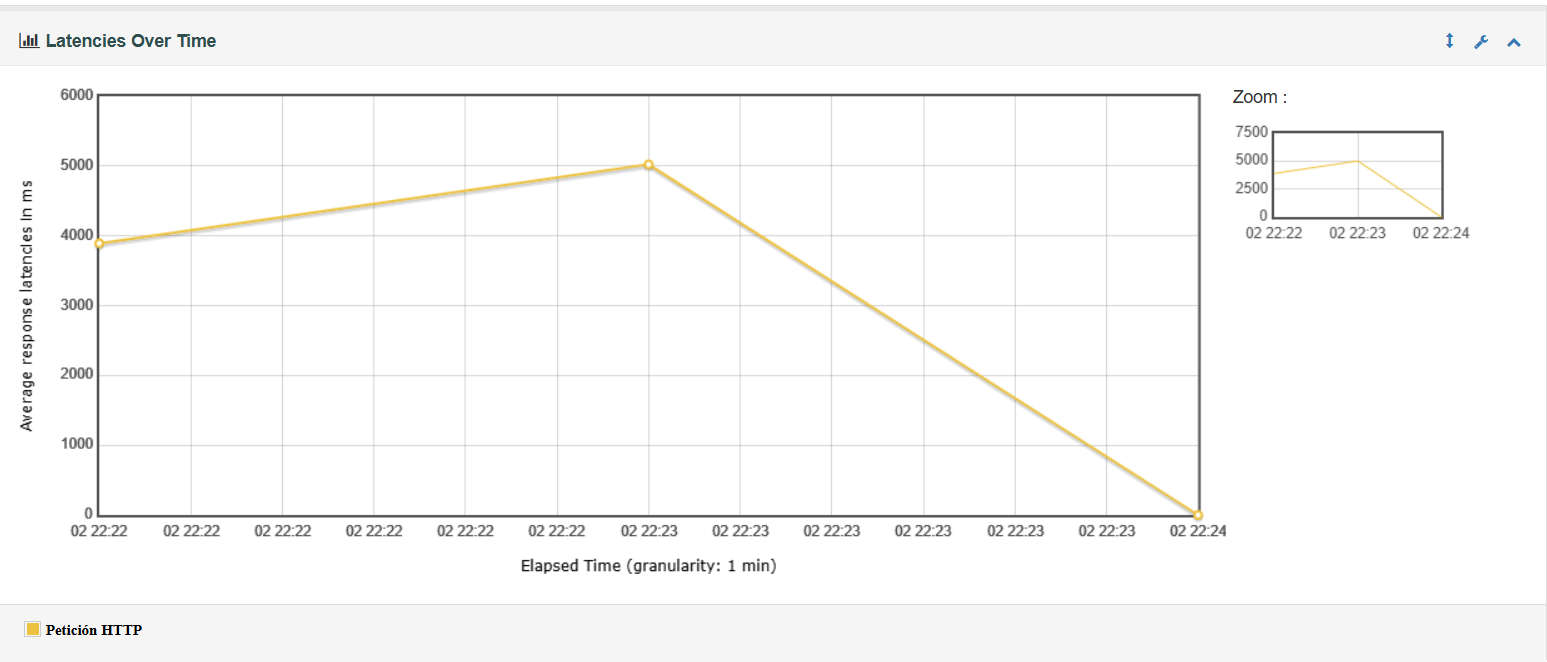 Latencies Over Time
Zoom :
6000
5000
4000
3000
2000
1000
0
Average response latencies in ms
02 22:22 02 22:22 02 22:22 02 22:22 02 22:22 02 22:22 02 22:23 02 22:23 02 22:23 02 22:23 02 22:23 02 22:23 02 22:24
Elapsed Time (granularity: 1 min)
7500
5000
2500
0
02 22:22 02 22:23 02 22:24
Petición HTTP